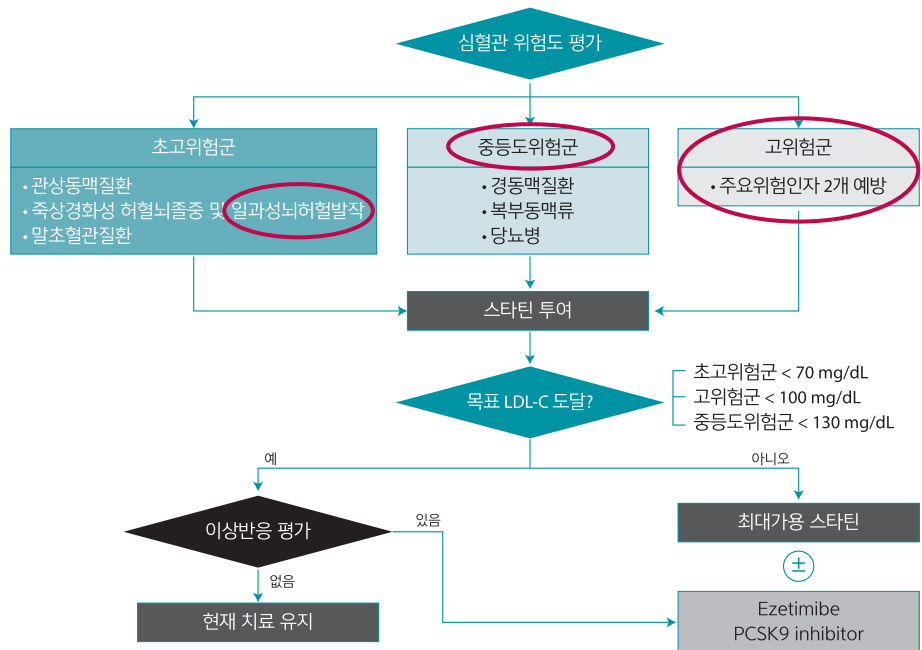 심혈관 위험도 평가
초고위험군
• 관상동맥질환
• 죽상경화성 허혈뇌졸중 및 일과성뇌허혈발작
• 말초혈관질환
중등도위험군
• 경동맥질환
• 복부동맥류
• 당뇨병
고위험군
• 주요위험인자 2개 예방
스타틴 투여
목표 LDL-C 도달?
초고위험군 < 70 mg/dL
고위험군 < 100 mg/dL
중등도위험군 < 130 mg/dL
예
아니오
이상반응 평가
있음
없음
현재 치료 유지
최대가용 스타틴
±
Ezetimibe
PCSK9 inhibitor